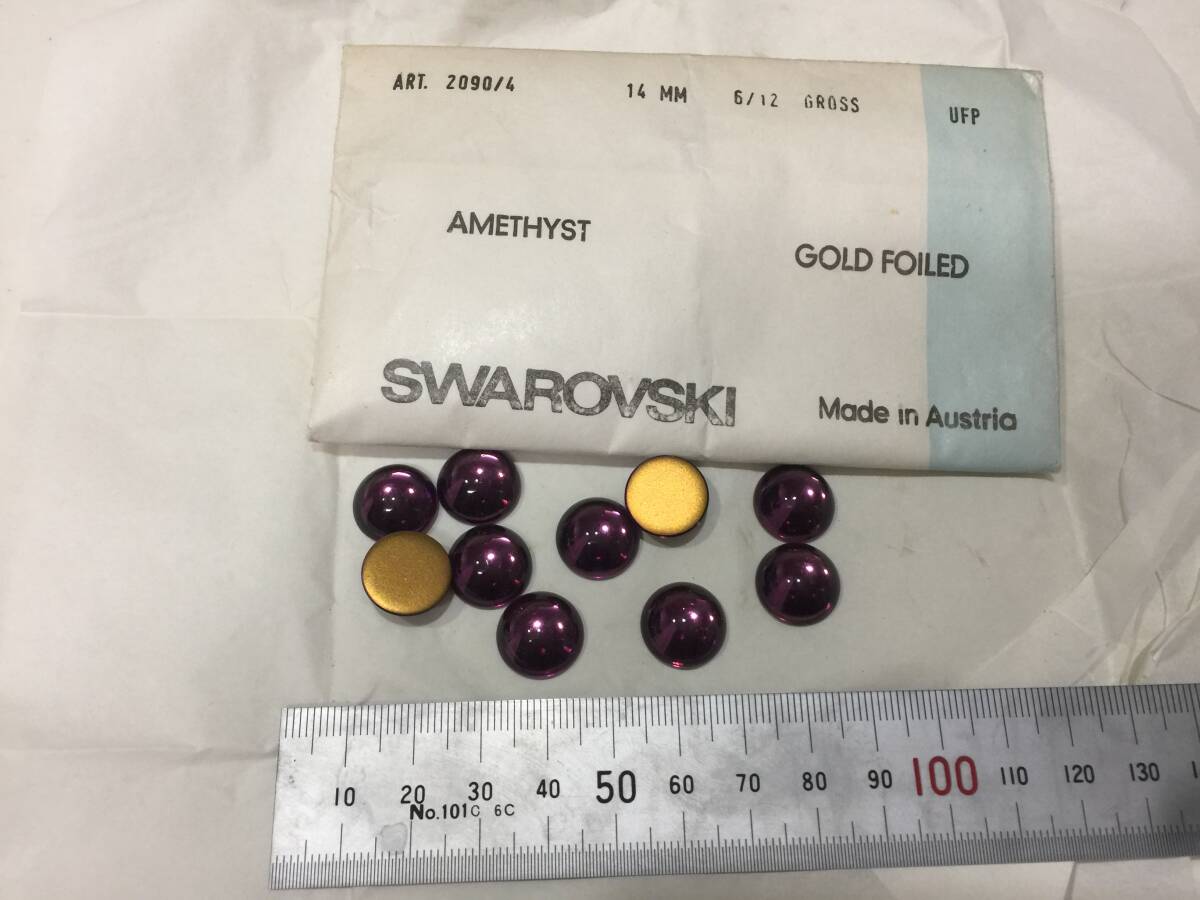 ART. 2090/4 14 MM 6/12 GROSS UFP
AMETHYST GOLD FOILED
SWAROVSKI Made in Austria
10 20 30 40 50 60 70 80 90 100 110 120 130
No.101C 6C